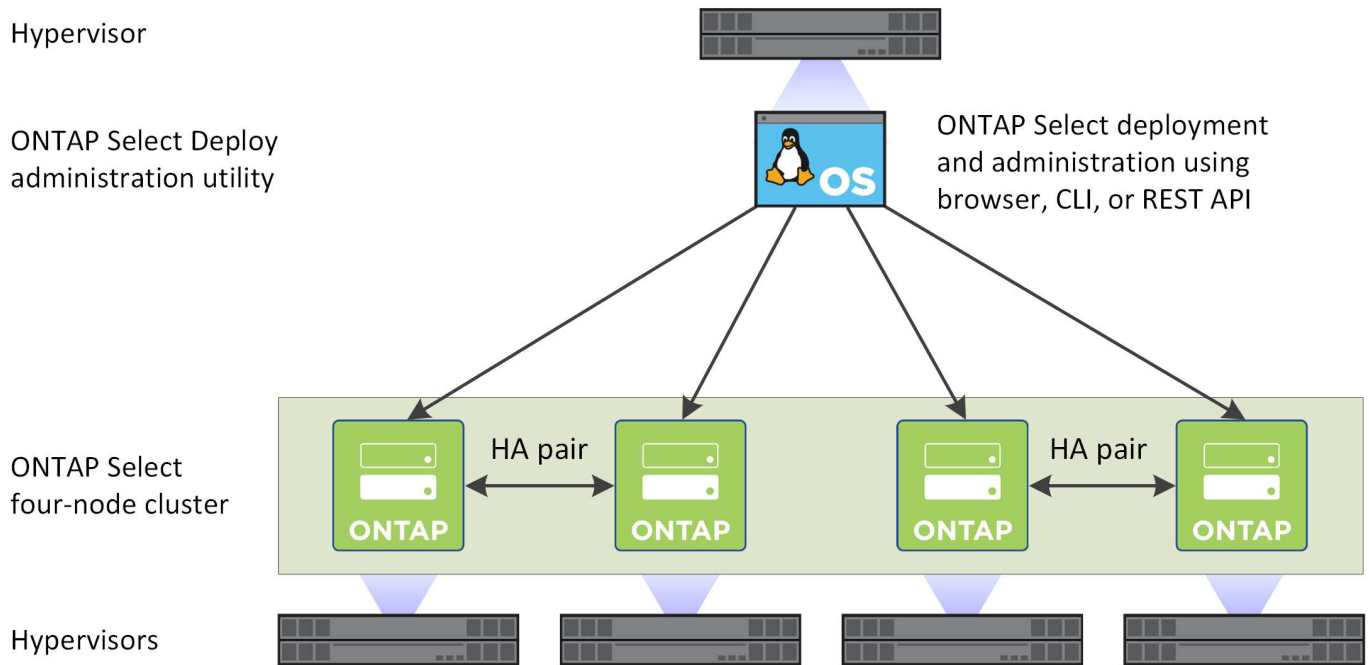 Hypervisor
ONTAP Select Deploy
administration utility
OS
ONTAP Select deployment
and administration using
browser, CLI, or REST API
ONTAP Select
four-node cluster
HA pair
HA pair
ONTAP
ONTAP
ONTAP
ONTAP
Hypervisors